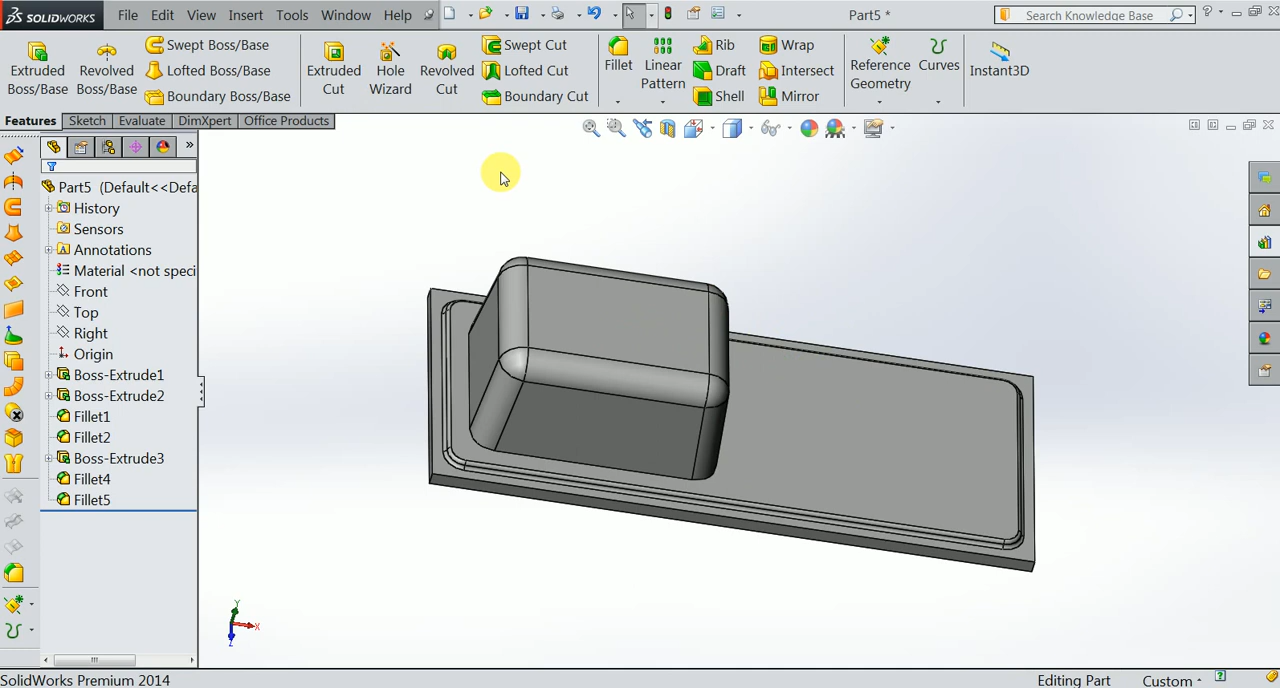 SOLIDWORKS File Edit View Insert Tools Window Help Part5 * Search Knowledge Base ?
Extruded Boss/Base
Revolved Boss/Base
Swept Boss/Base
Lofted Boss/Base
Boundary Boss/Base
Extruded Cut
Hole Wizard
Revolved Cut
Swept Cut
Lofted Cut
Boundary Cut
Fillet
Linear Pattern
Rib
Draft
Shell
Wrap
Intersect
Mirror
Reference Geometry
Curves
Instant3D
Features Sketch Evaluate DimXpert Office Products
»
Part5 (Default<<Defa
History
Sensors
A Annotations
Material <not speci
Front
Top
Right
Origin
Boss-Extrude1
Boss-Extrude2
Fillet1
Fillet2
Boss-Extrude3
Fillet4
Fillet5
Y
X
Z
SolidWorks Premium 2014 Editing Part Custom ?